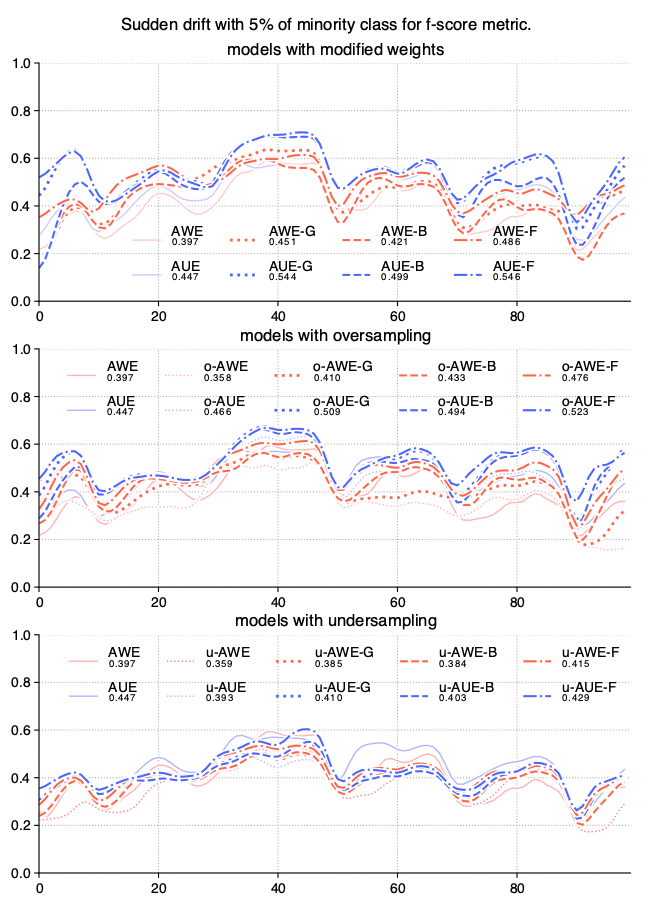 Sudden drift with 5% of minority class for f-score metric.
models with modified weights
1.0
0.8
0.6
0.4
0.2
0.0
AWE AWE-G AWE-B AWE-F
0.397 0.451 0.421 0.486
AUE AUE-G AUE-B AUE-F
0.447 0.544 0.499 0.546
0 20 40 60 80
models with oversampling
1.0
0.8
0.6
0.4
0.2
0.0
AWE o-AWE o-AWE-G o-AWE-B o-AWE-F
0.397 0.358 0.410 0.433 0.476
AUE o-AUE o-AUE-G o-AUE-B o-AUE-F
0.447 0.466 0.509 0.494 0.523
0 20 40 60 80
models with undersampling
1.0
0.8
0.6
0.4
0.2
0.0
AWE u-AWE u-AWE-G u-AWE-B u-AWE-F
0.397 0.359 0.385 0.384 0.415
AUE u-AUE u-AUE-G u-AUE-B u-AUE-F
0.447 0.393 0.410 0.403 0.429
0 20 40 60 80